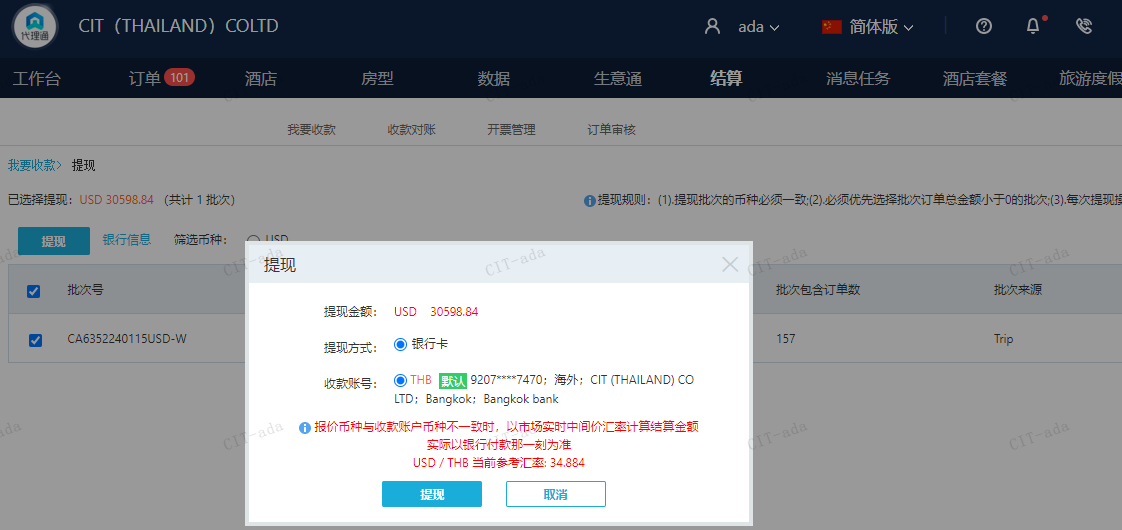 代理通
CIT（THAILAND）COLTD
ada
简体版
工作台
订单 101
酒店
房型
数据
生意通
结算
消息任务
酒店套餐
旅游度假
我要收款
收款对账
开票管理
订单审核
我要收款> 提现
已选择提现：USD 30598.84 （共计 1 批次）
提现规则：(1).提现批次的币种必须一致;(2).必须优先选择批次订单总金额小于0的批次;(3).每次提现
提现
银行信息
筛选币种：
USD
批次号
批次包含订单数
批次来源
CA6352240115USD-W
157
Trip
提现
提现金额： USD 30598.84
提现方式： 银行卡
收款账号： THB 默认 9207****7470；海外；CIT (THAILAND) CO
LTD；Bangkok；Bangkok bank
报价币种与收款账户币种不一致时，以市场实时中间价汇率计算结算金额
实际以银行付款那一刻为准
USD / THB 当前参考汇率: 34.884
提现
取消
CIT-ada
CIT-ada
CIT-ada
CIT-ada
CIT-ada
CIT-ada
CIT-ada
CIT-ada